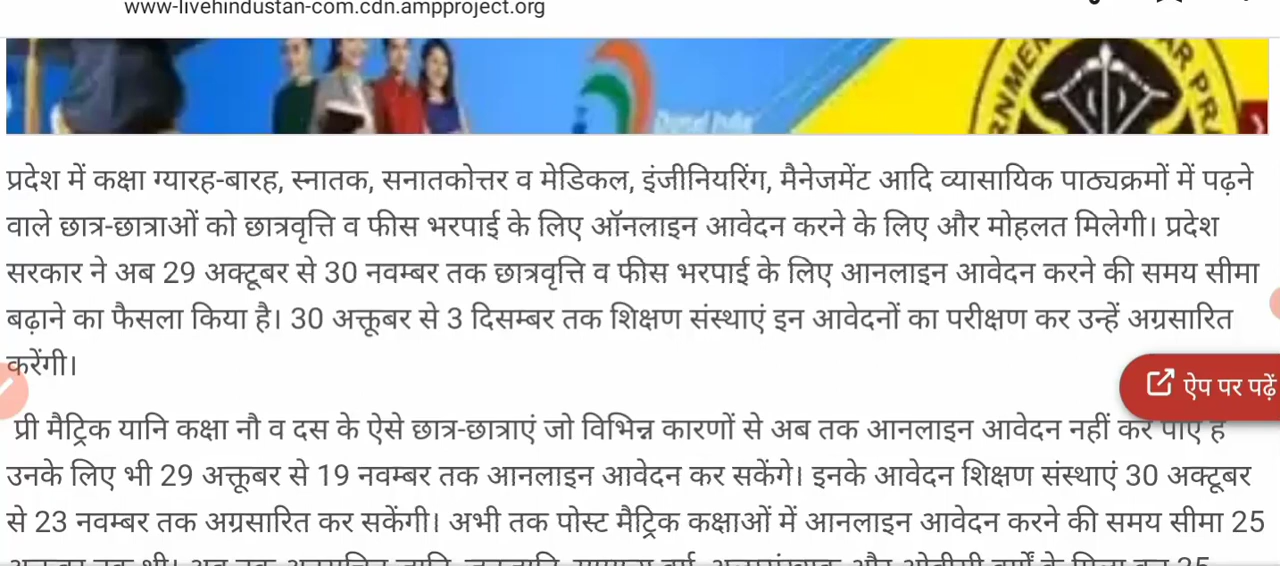 www-livehindustan-com.cdn.ampproject.org
प्रदेश में कक्षा ग्यारह-बारह, स्नातक, सनातकोत्तर व मेडिकल, इंजीनियरिंग, मैनेजमेंट आदि व्यासायिक पाठ्यक्रमों में पढ़ने
वाले छात्र-छात्राओं को छात्रवृत्ति व फीस भरपाई के लिए ऑनलाइन आवेदन करने के लिए और मोहलत मिलेगी। प्रदेश
सरकार ने अब 29 अक्टूबर से 30 नवम्बर तक छात्रवृत्ति व फीस भरपाई के लिए आनलाइन आवेदन करने की समय सीमा
बढ़ाने का फैसला किया है। 30 अक्तूबर से 3 दिसम्बर तक शिक्षण संस्थाएं इन आवेदनों का परीक्षण कर उन्हें अग्रसारित
करेंगी।
ऐप पर पढ़ें
प्री मैट्रिक यानि कक्षा नौ व दस के ऐसे छात्र-छात्राएं जो विभिन्न कारणों से अब तक आनलाइन आवेदन नहीं कर पाए हैं
उनके लिए भी 29 अक्तूबर से 19 नवम्बर तक आनलाइन आवेदन कर सकेंगे। इनके आवेदन शिक्षण संस्थाएं 30 अक्टूबर
से 23 नवम्बर तक अग्रसारित कर सकेंगी। अभी तक पोस्ट मैट्रिक कक्षाओं में आनलाइन आवेदन करने की समय सीमा 25